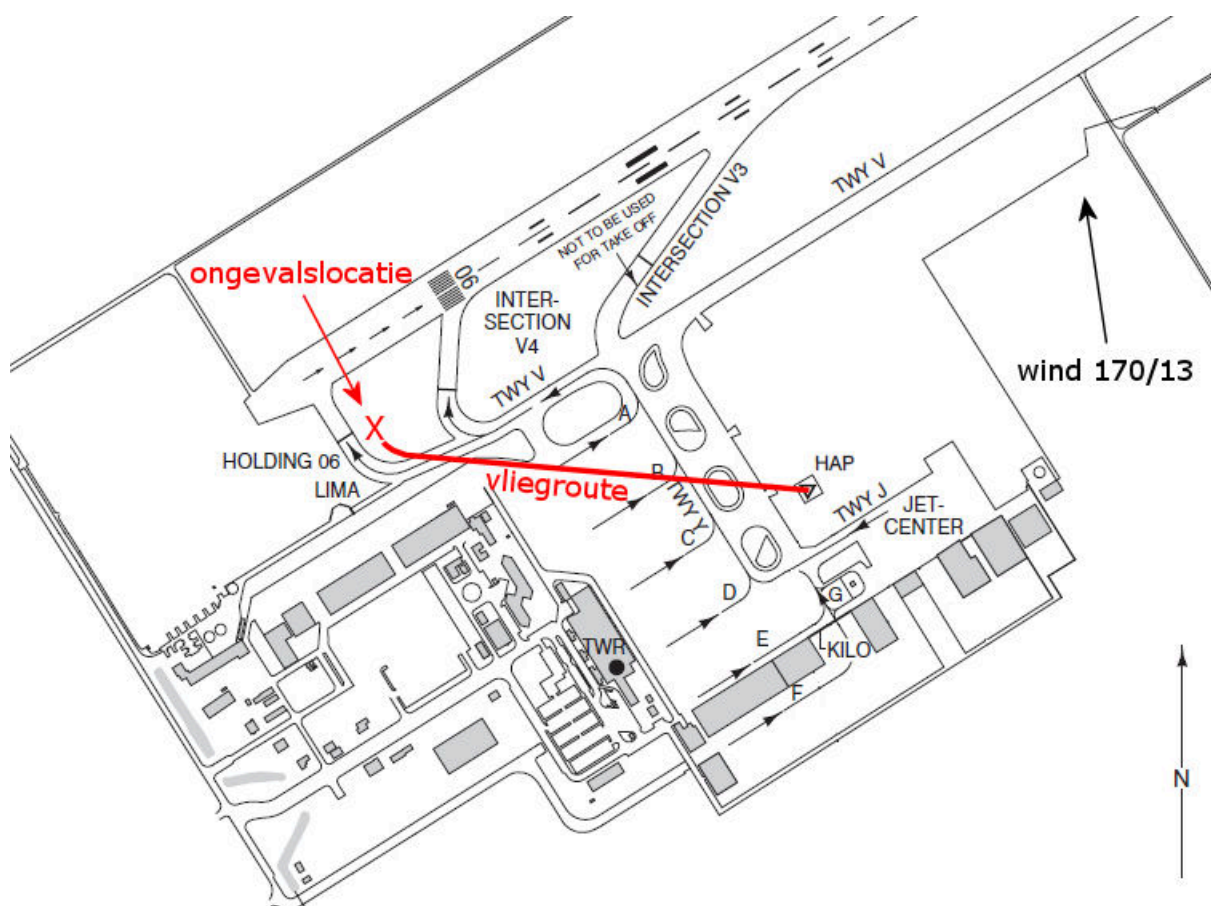 TWY V
INTERSECTION V3
NOT TO BE USED
FOR TAKE OFF
ongevalslocatie
06
INTER-
SECTION
V4
wind 170/13
TWY V
A
HOLDING 06
LIMA
B
HAP
vliegroute
TWY Y
TWY J
JET-
CENTER
C
D
G
E
KILO
TWR
F
N
X